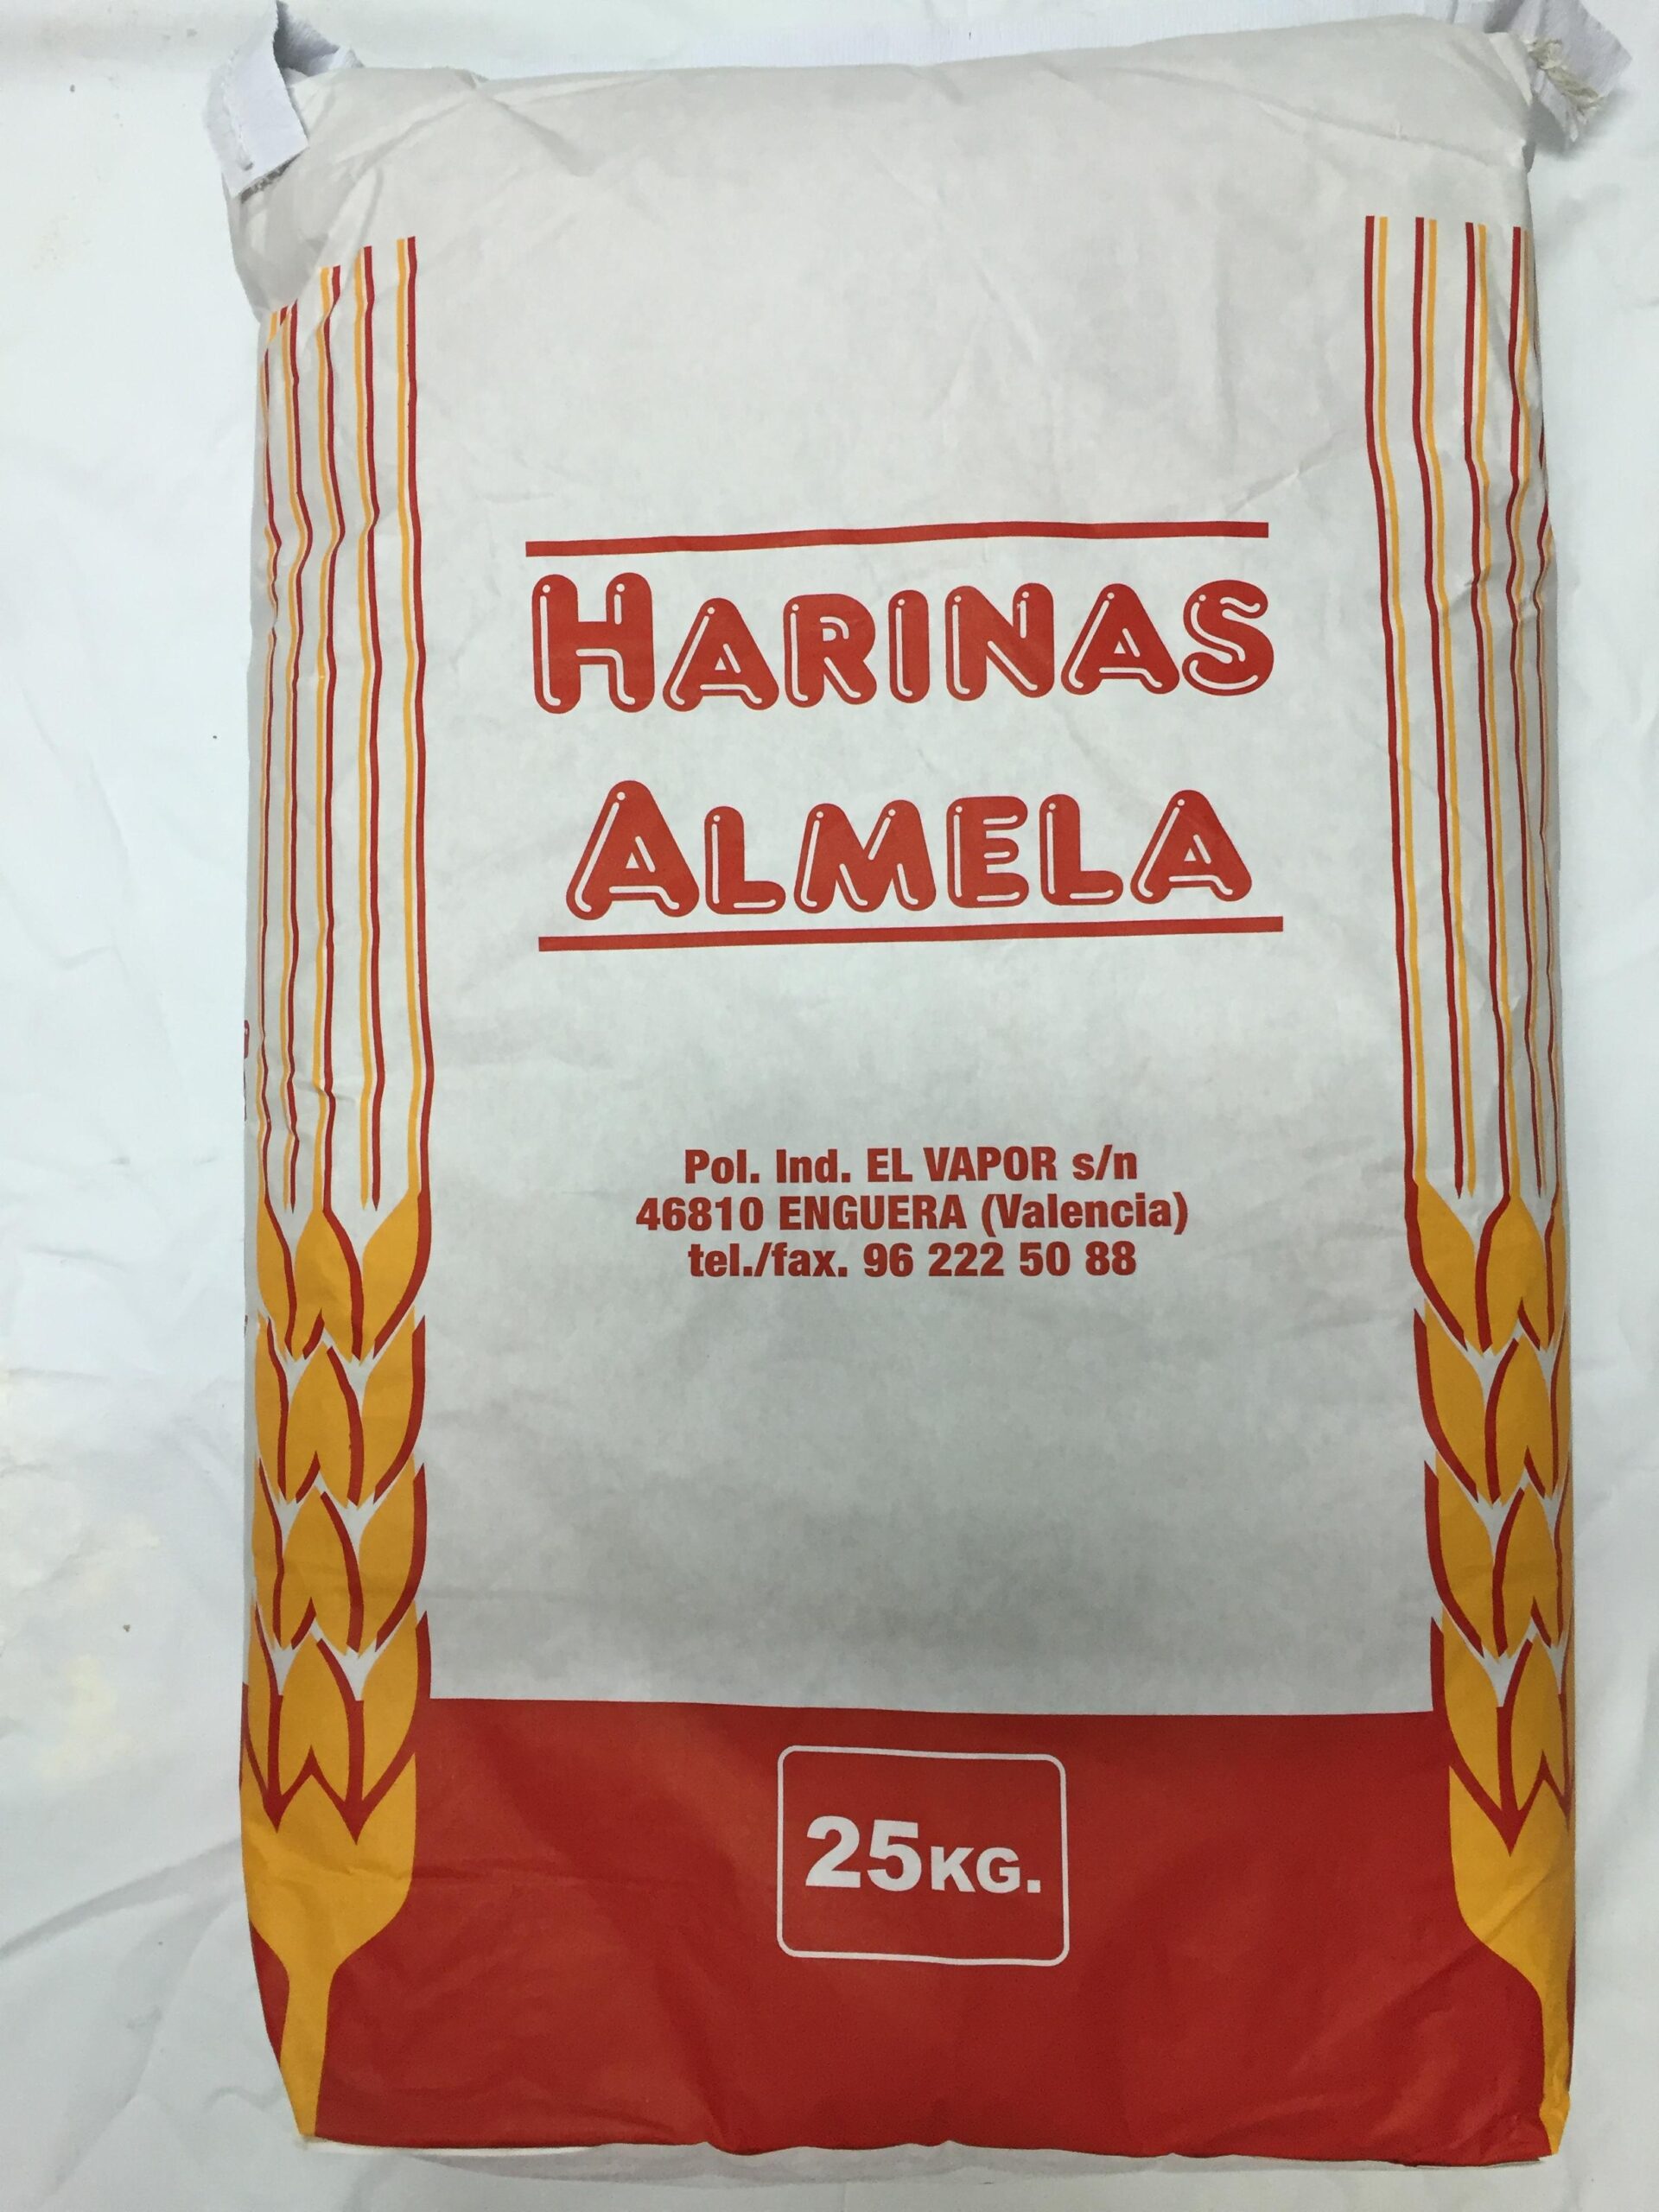 HARINAS
ALMELA
Pol. Ind. EL VAPOR s/n
46810 ENGUERA (Valencia)
tel./fax. 96 222 50 88
25KG.